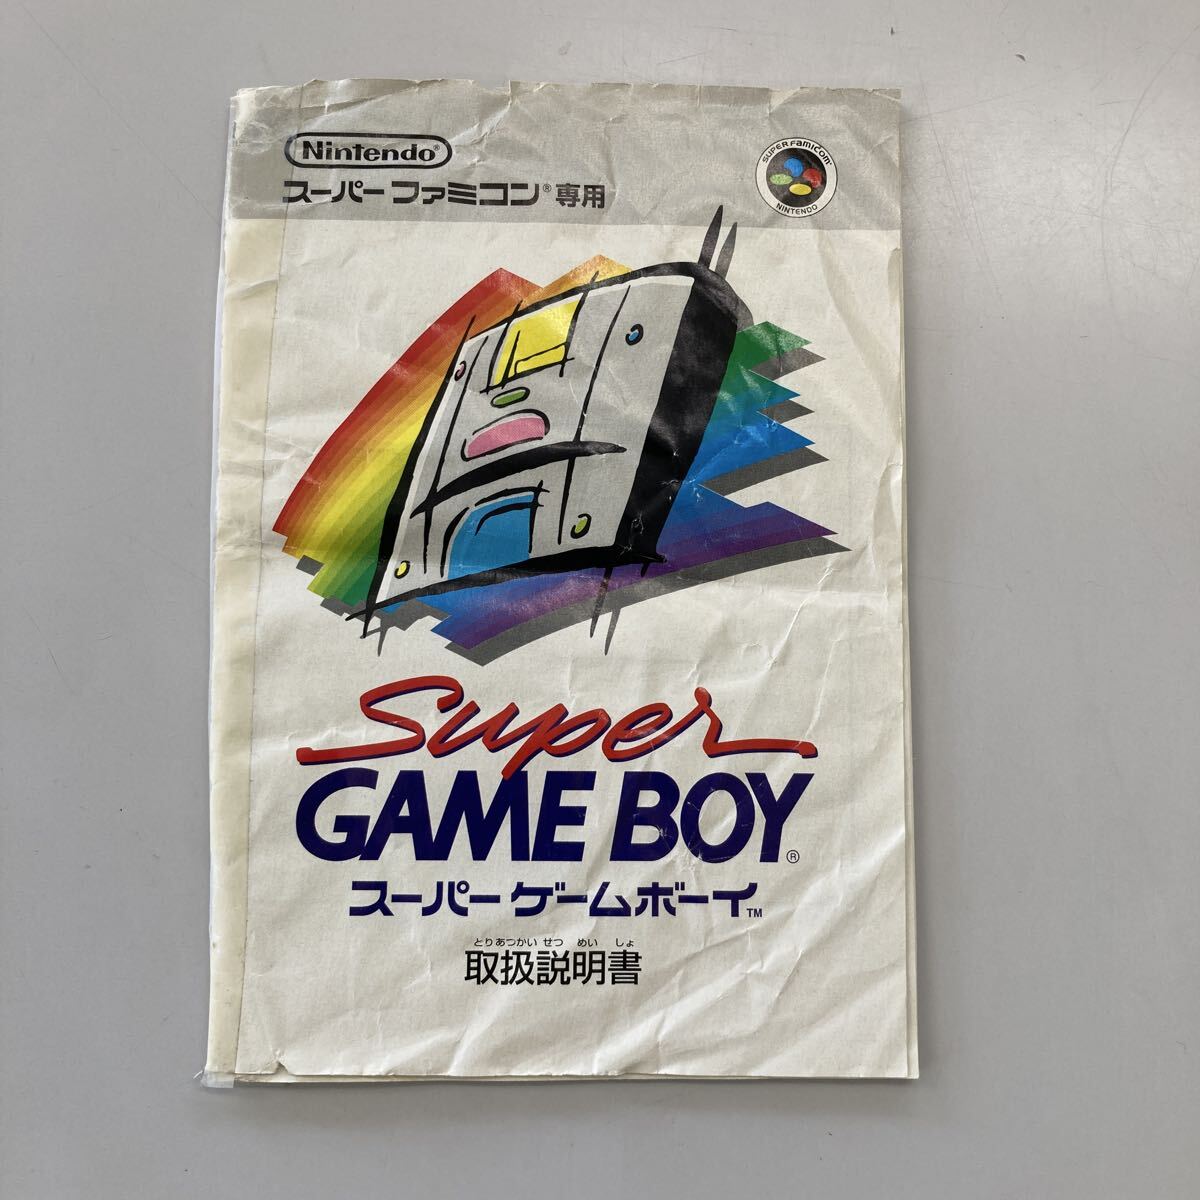 Nintendo®
スーパーファミコン®専用
SUPER FAMICOM®
NINTENDO
Super
GAME BOY®
スーパーゲームボーイ™
とりあつかいせつめいしょ
取扱説明書